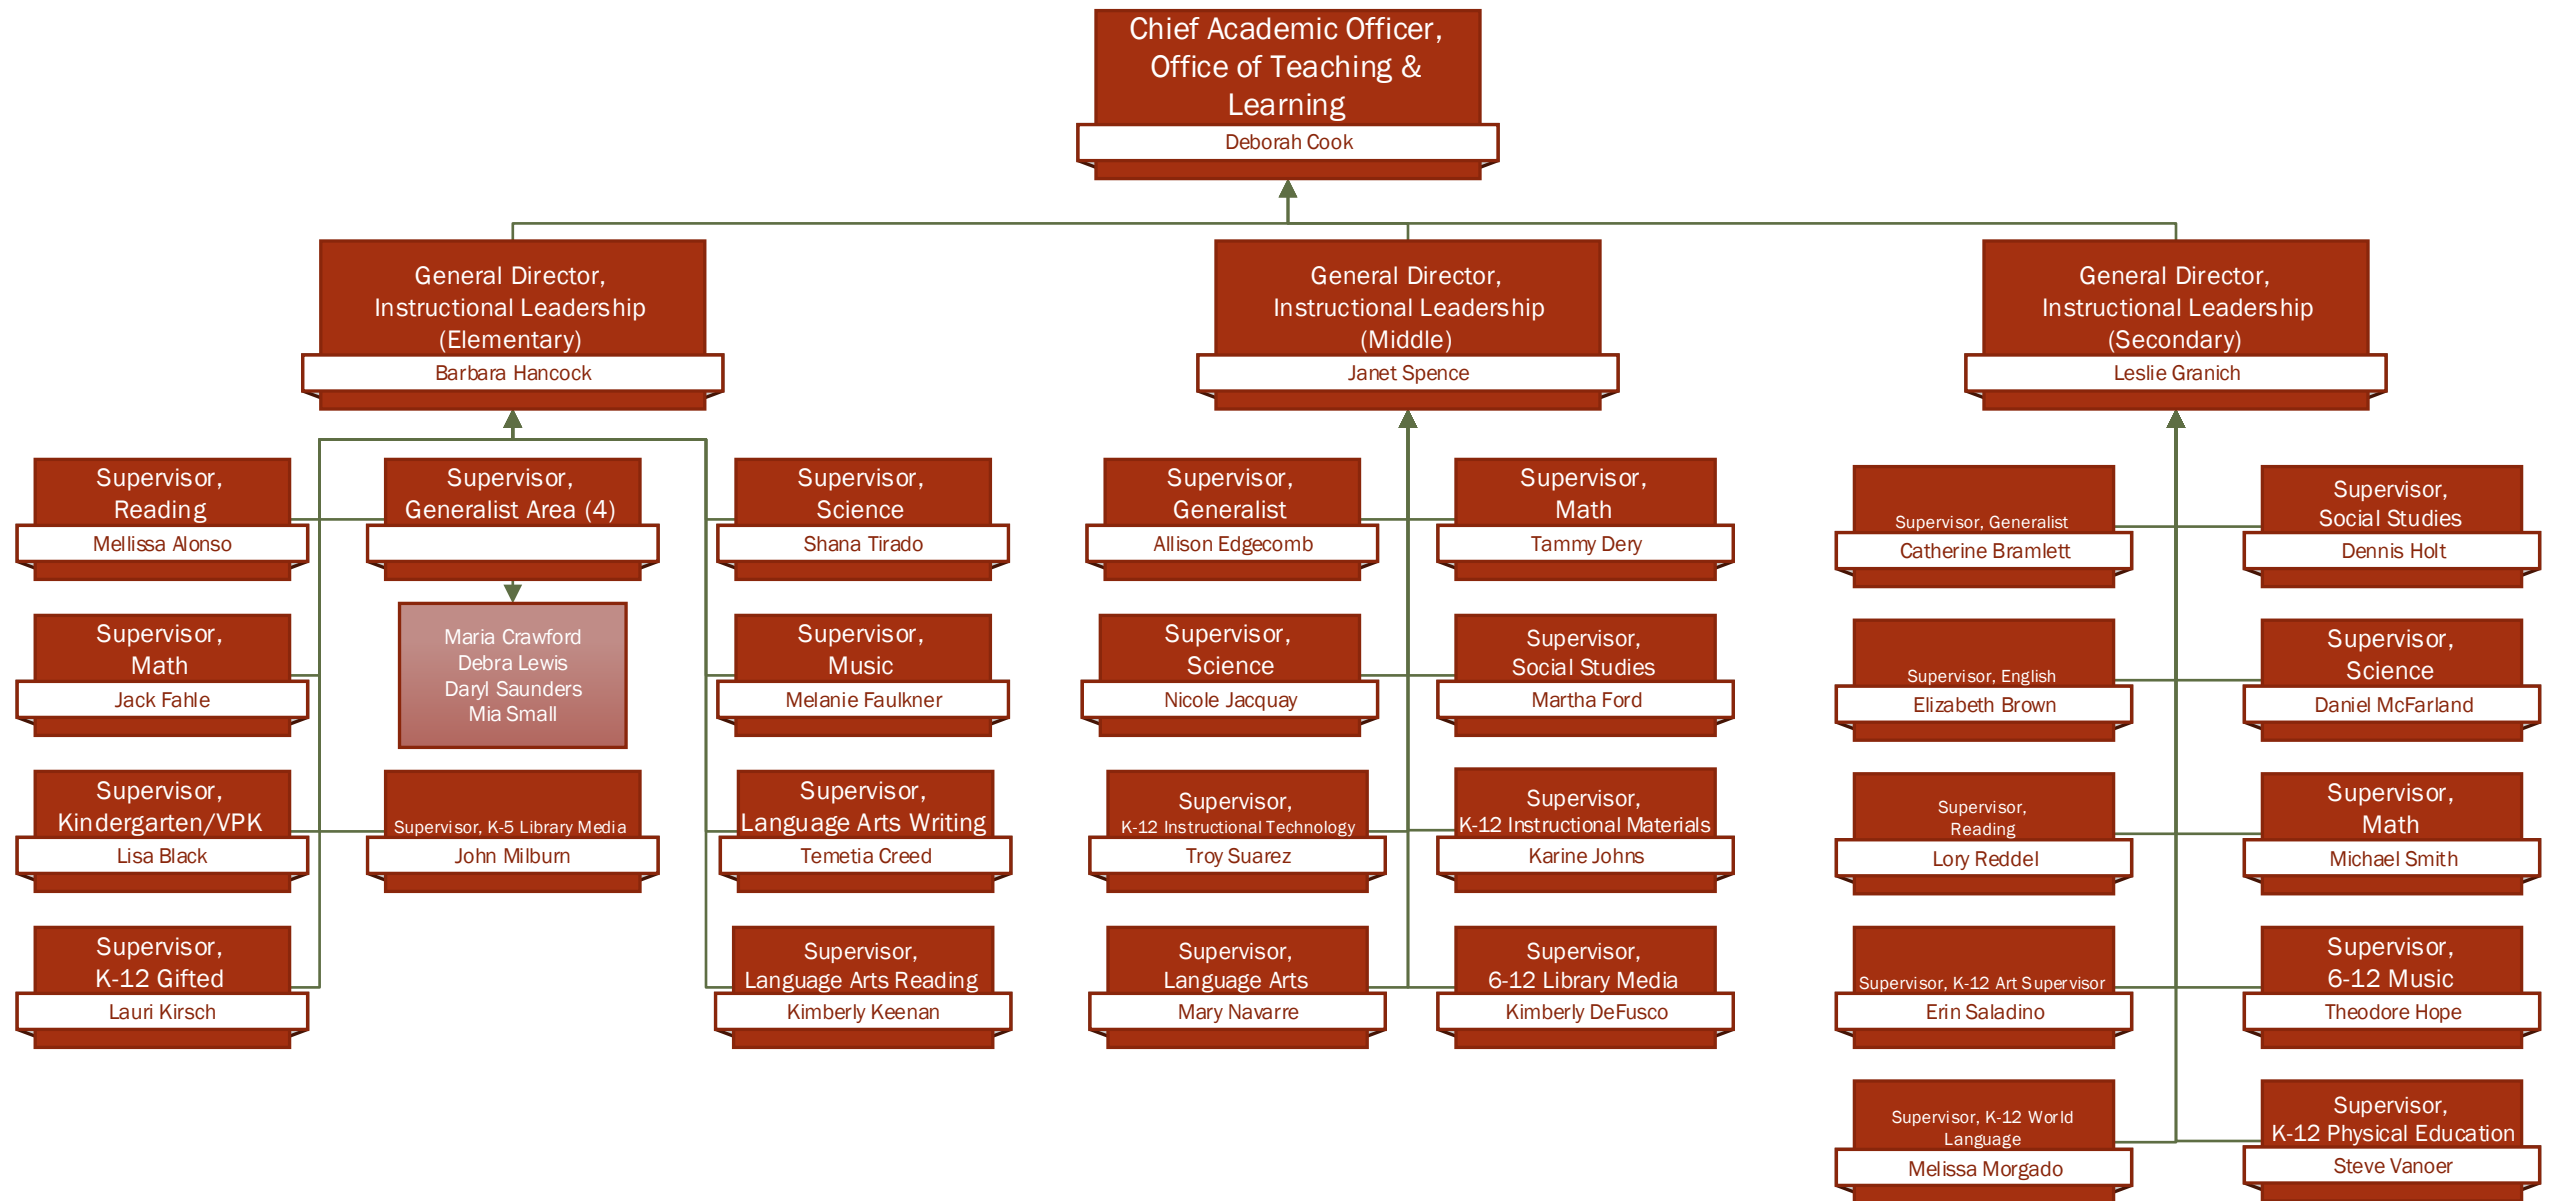 Chief Academic Officer,
Office of Teaching &
Learning
Deborah Cook
General Director,
Instructional Leadership
(Elementary)
Barbara Hancock
General Director,
Instructional Leadership
(Middle)
Janet Spence
General Director,
Instructional Leadership
(Secondary)
Leslie Granich
Supervisor,
Reading
Mellissa Alonso
Supervisor,
Generalist Area (4)
Maria Crawford
Debra Lewis
Daryl Saunders
Mia Small
Supervisor,
Science
Shana Tirado
Supervisor,
Math
Jack Fahle
Supervisor,
Music
Melanie Faulkner
Supervisor,
Kindergarten/VPK
Lisa Black
Supervisor, K-5 Library Media
John Milburn
Supervisor,
Language Arts Writing
Temetia Creed
Supervisor,
K-12 Gifted
Lauri Kirsch
Supervisor,
Language Arts Reading
Kimberly Keenan
Supervisor,
Generalist
Allison Edgecomb
Supervisor,
Math
Tammy Dery
Supervisor,
Science
Nicole Jacquay
Supervisor,
Social Studies
Martha Ford
Supervisor,
K-12 Instructional Technology
Troy Suarez
Supervisor,
K-12 Instructional Materials
Karine Johns
Supervisor,
Language Arts
Mary Navarre
Supervisor,
6-12 Library Media
Kimberly DeFusco
Supervisor, Generalist
Catherine Bramlett
Supervisor,
Social Studies
Dennis Holt
Supervisor, English
Elizabeth Brown
Supervisor,
Science
Daniel McFarland
Supervisor,
Reading
Lory Reddel
Supervisor,
Math
Michael Smith
Supervisor, K-12 Art Supervisor
Erin Saladino
Supervisor,
6-12 Music
Theodore Hope
Supervisor, K-12 World
Language
Melissa Morgado
Supervisor,
K-12 Physical Education
Steve Vanoer